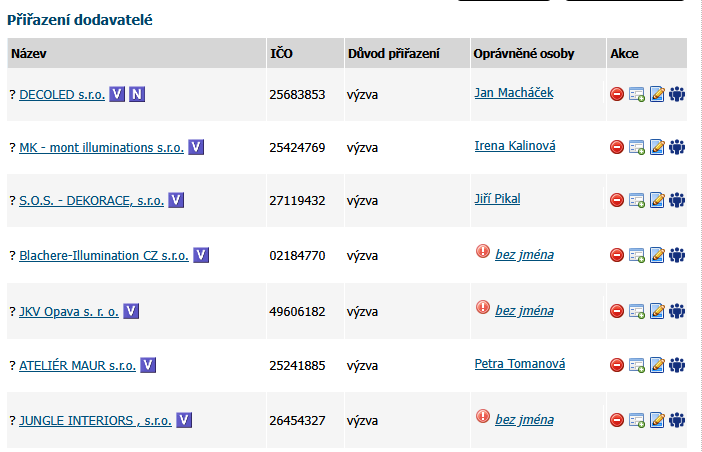 Přiřazení dodavatelé
Název IČO Důvod přiřazení Oprávněné osoby Akce
? DECOLED s.r.o. V N 25683853 výzva Jan Macháček
? MK - mont illuminations s.r.o. V 25424769 výzva Irena Kalinová
? S.O.S. - DEKORACE, s.r.o. V 27119432 výzva Jiří Pikal
? Blachere-Illumination CZ s.r.o. V 02184770 výzva bez jména
? JKV Opava s. r. o. V 49606182 výzva bez jména
? ATELIÉR MAUR s.r.o. V 25241885 výzva Petra Tomanová
? JUNGLE INTERIORS , s.r.o. V 26454327 výzva bez jména